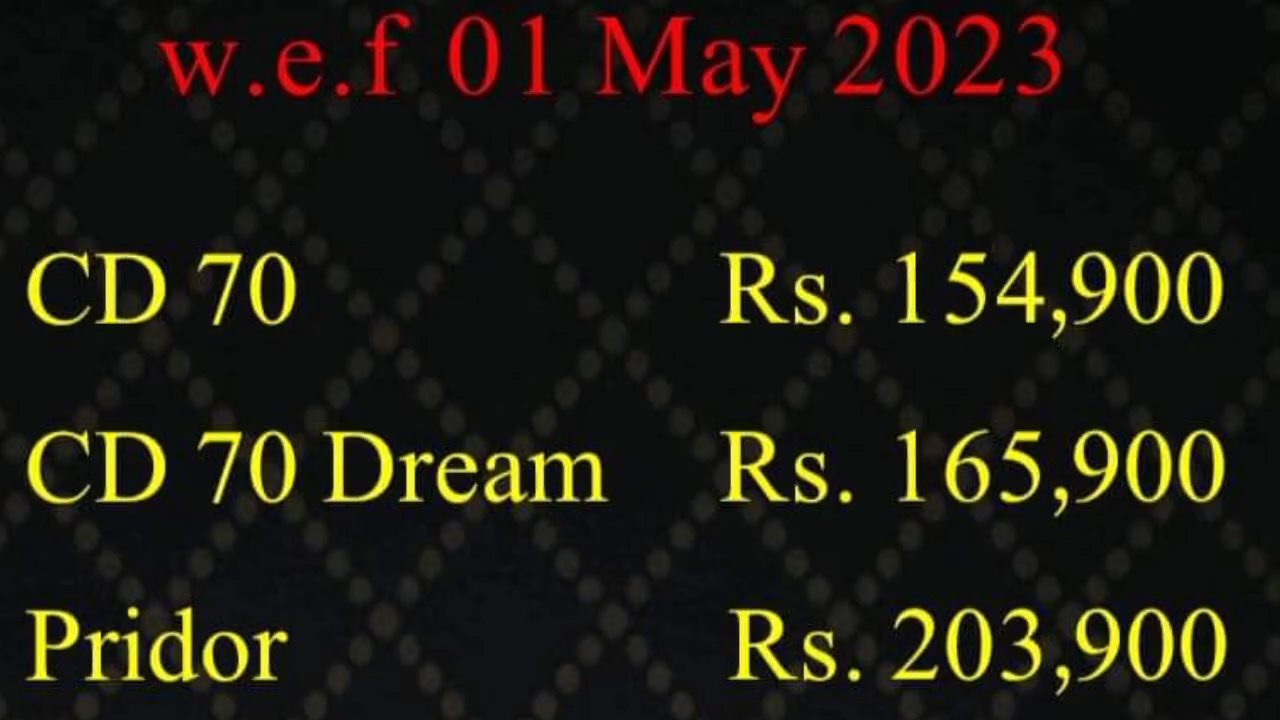 w.e.f 01 May 2023
CD 70 Rs. 154,900
CD 70 Dream Rs. 165,900
Pridor Rs. 203,900